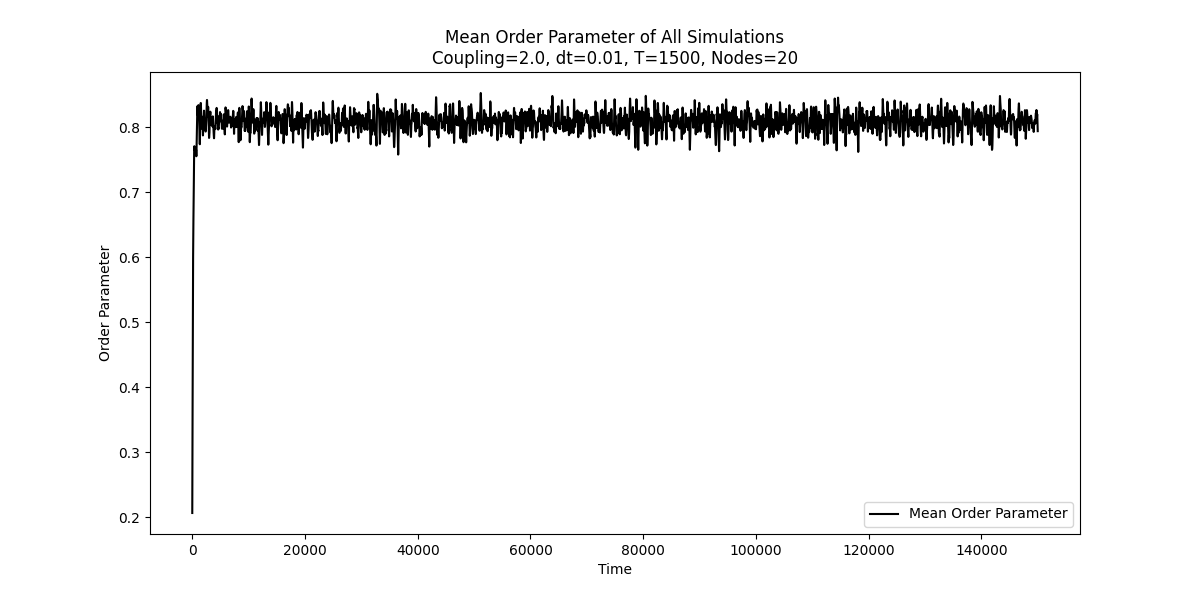 Mean Order Parameter of All Simulations
Coupling=2.0, dt=0.01, T=1500, Nodes=20
Order Parameter
0.8
0.7
0.6
0.5
0.4
0.3
0.2
Mean Order Parameter
0 20000 40000 60000 80000 100000 120000 140000
Time